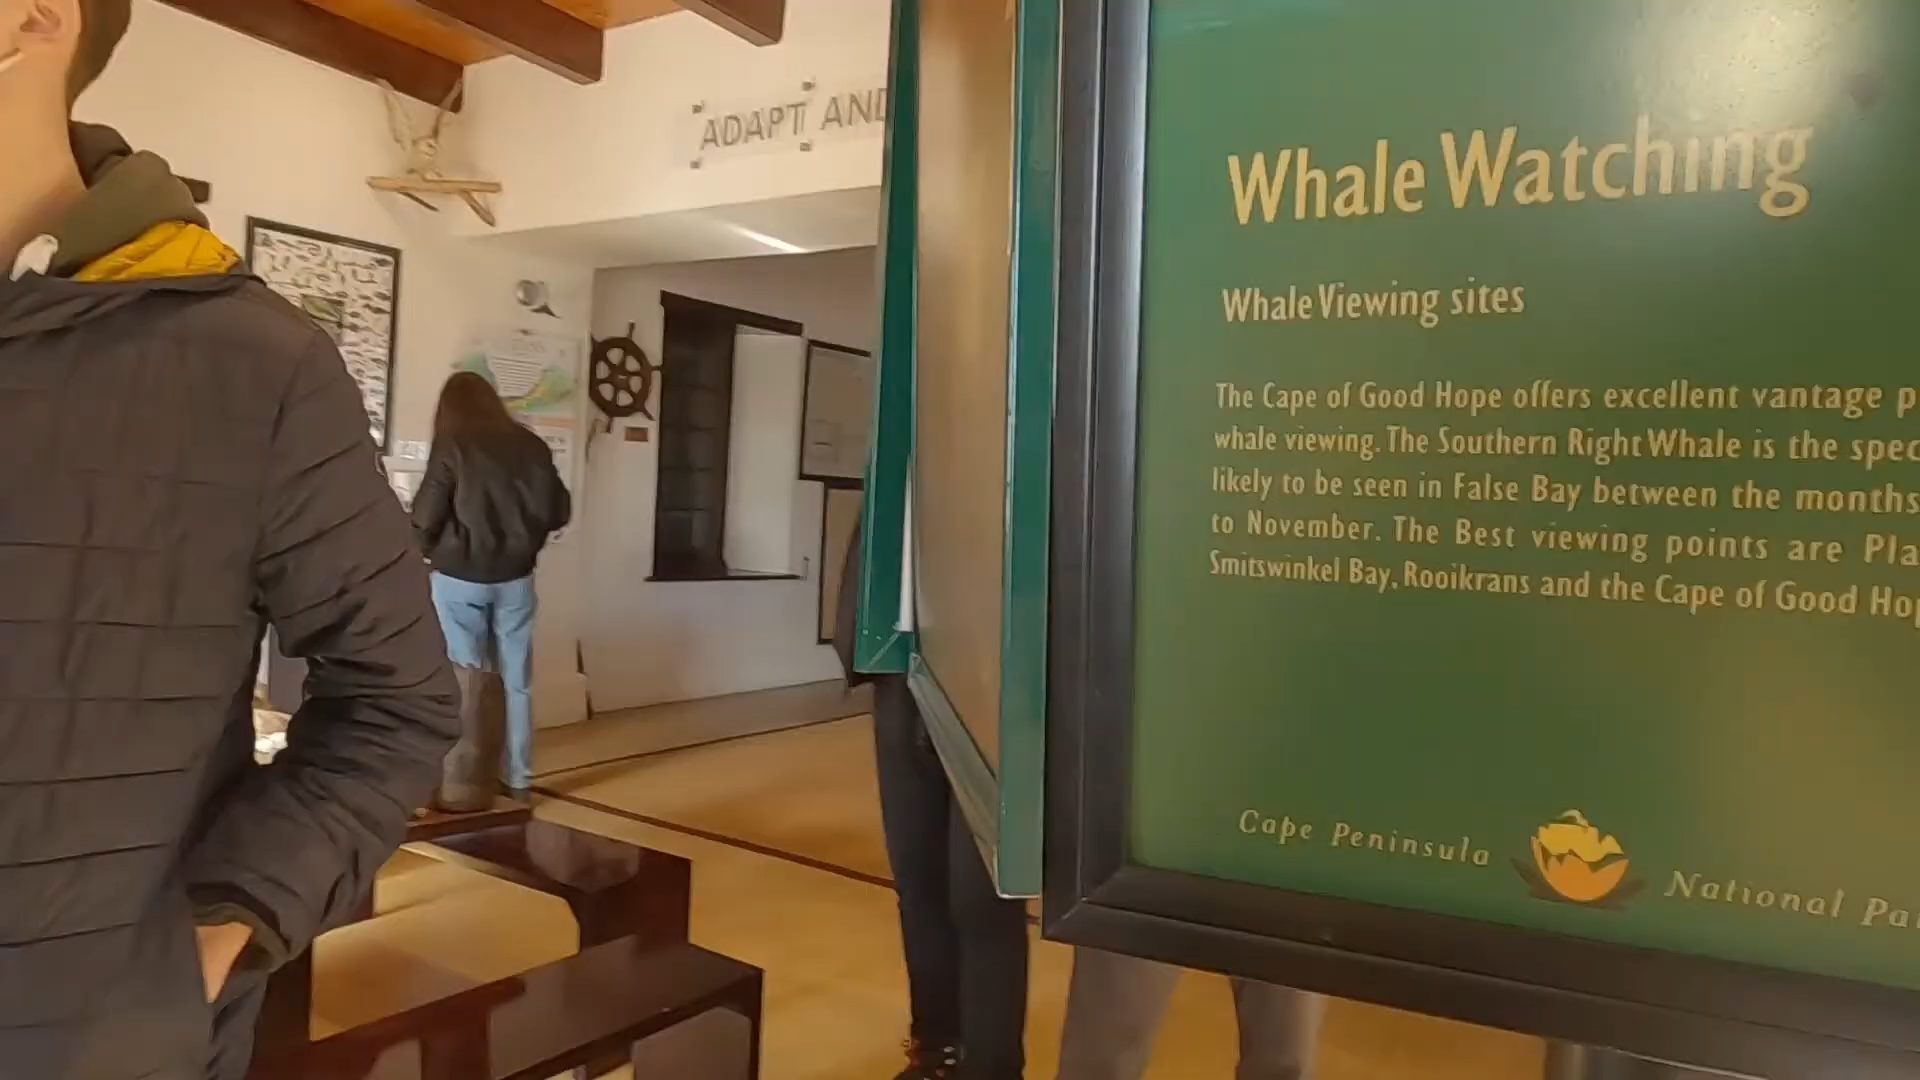 ADAPT AND
Whale Watching
Whale Viewing sites
The Cape of Good Hope offers excellent vantage
whale viewing. The Southern Right Whale is the
likely to be seen in False Bay between the months
to November. The Best viewing points are
Smitswinkel Bay, Rooikrans and the Cape of Good
Cape Peninsula
National